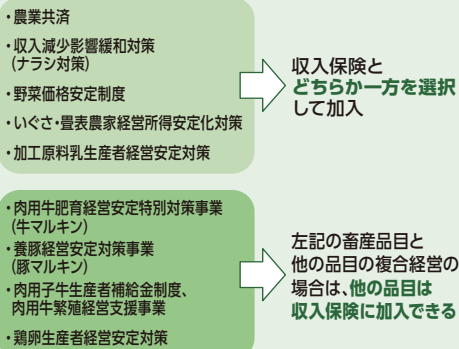 ・農業共済
・収入減少影響緩和対策
(ナラシ対策)
・野菜価格安定制度
・いぐさ・畳表農家経営所得安定化対策
・加工原料乳生産者経営安定対策
収入保険と
どちらか一方を選択
して加入
・肉用牛肥育経営安定特別対策事業
(牛マルキン)
・養豚経営安定対策事業
(豚マルキン)
・肉用子牛生産者補給金制度、
肉用牛繁殖経営支援事業
・鶏卵生産者経営安定対策
左記の畜産品目と
他の品目の複合経営の
場合は、他の品目は
収入保険に加入できる